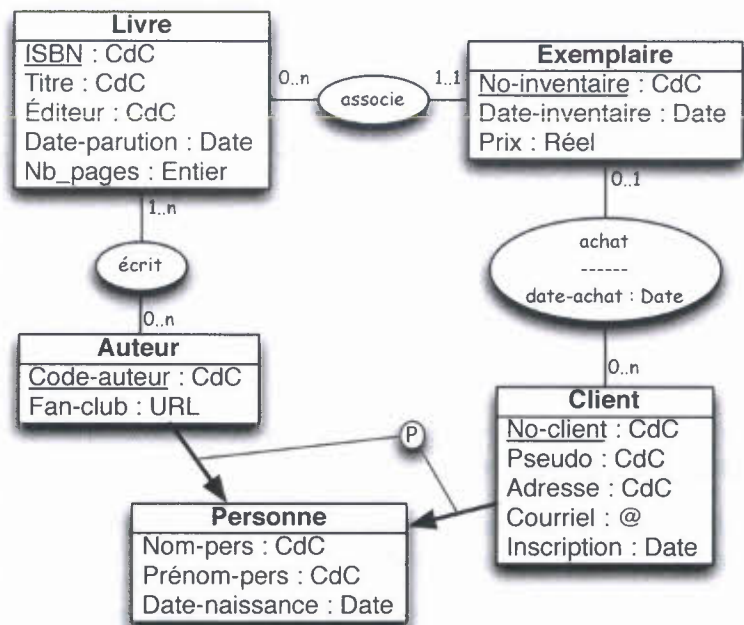 Livre
ISBN : CdC
Titre : CdC
Éditeur : CdC
Date-parution : Date
Nb_pages : Entier
0..n
associe
1..1
Exemplaire
No-inventaire : CdC
Date-inventaire : Date
Prix : Réel
1..n
écrit
0..n
0..1
achat
------
date-achat : Date
0..n
Auteur
Code-auteur : CdC
Fan-club : URL
P
Client
No-client : CdC
Pseudo : CdC
Adresse : CdC
Courriel : @
Inscription : Date
Personne
Nom-pers : CdC
Prénom-pers : CdC
Date-naissance : Date